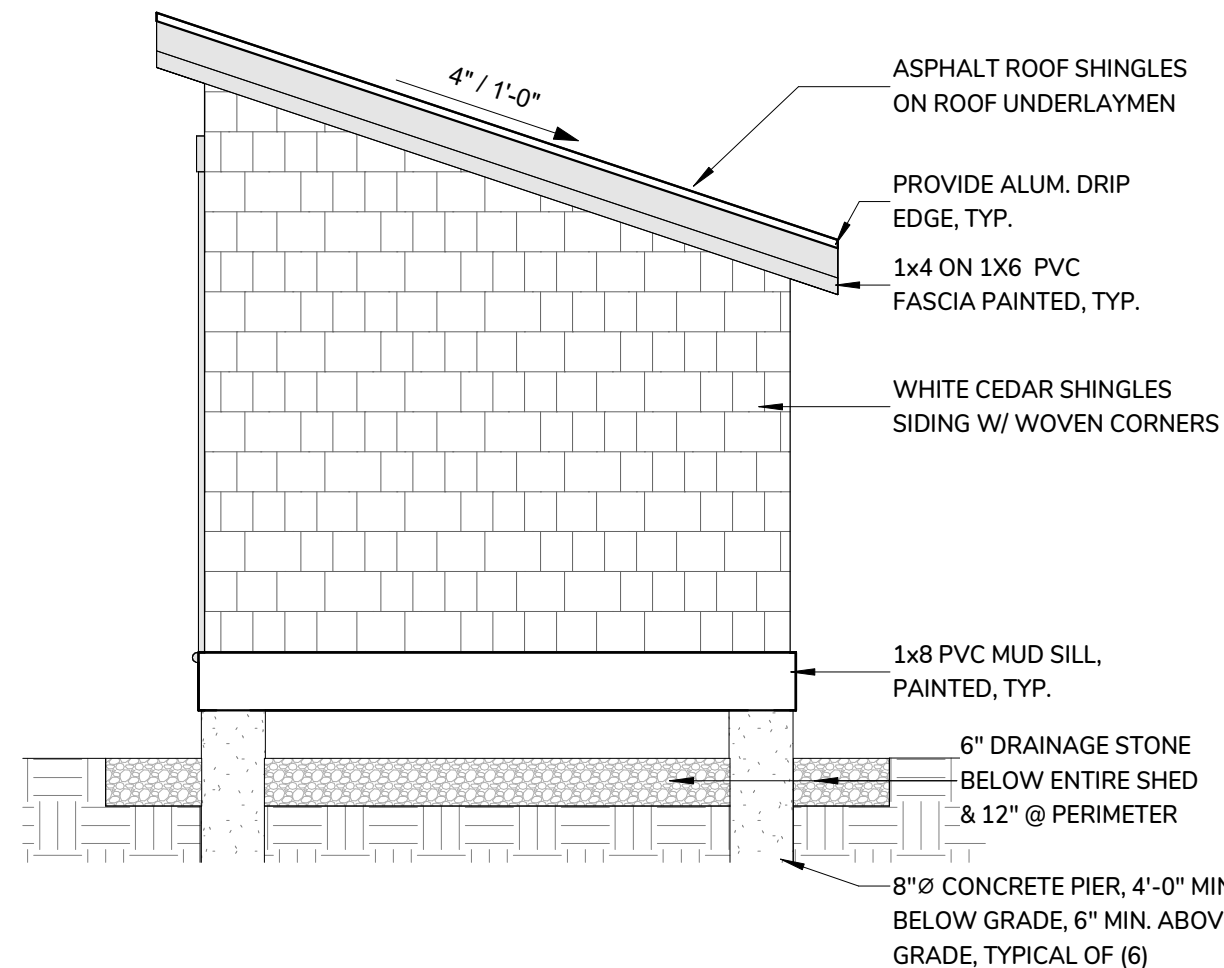 4" / 1'-0"
ASPHALT ROOF SHINGLES
ON ROOF UNDERLAYMEN
PROVIDE ALUM. DRIP
EDGE, TYP.
1x4 ON 1X6 PVC
FASCIA PAINTED, TYP.
WHITE CEDAR SHINGLES
SIDING W/ WOVEN CORNERS
1x8 PVC MUD SILL,
PAINTED, TYP.
6" DRAINAGE STONE
BELOW ENTIRE SHED
& 12" @ PERIMETER
8"Ø CONCRETE PIER, 4'-0" MIN
BELOW GRADE, 6" MIN. ABOV
GRADE, TYPICAL OF (6)